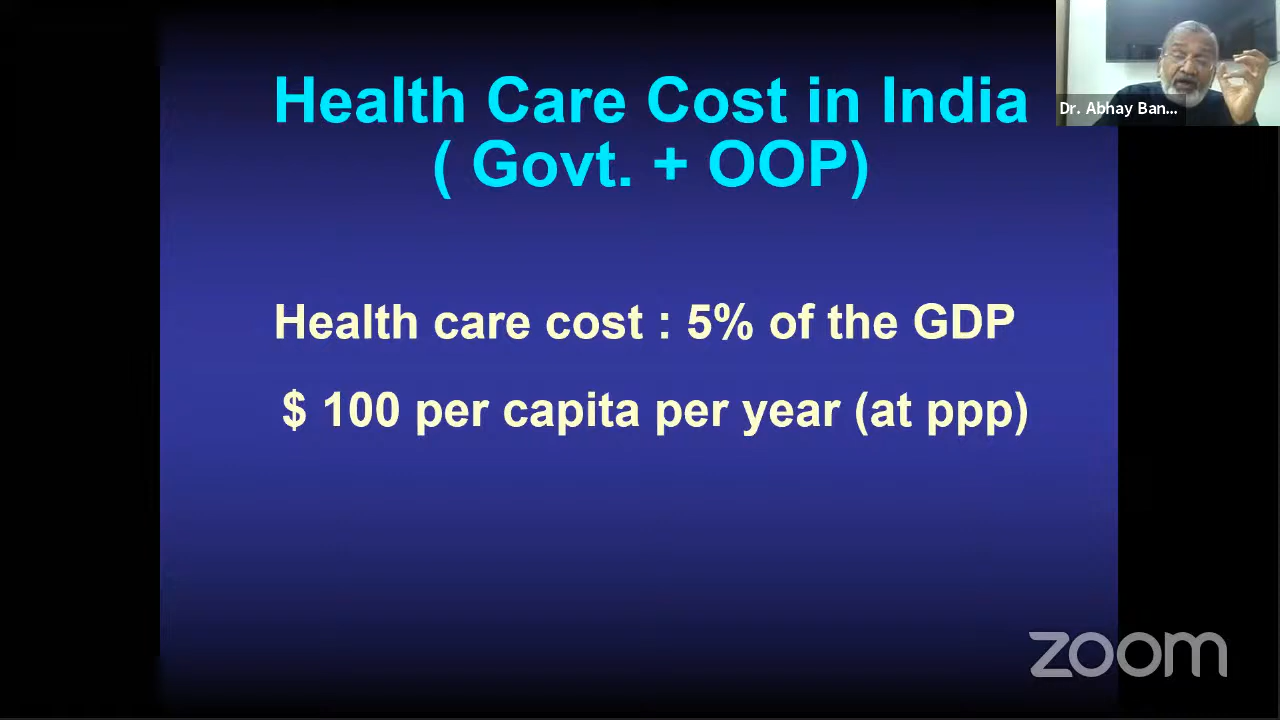 Health Care Cost in India
( Govt. + OOP)
Dr. Abhay Ban...
Health care cost : 5% of the GDP
$ 100 per capita per year (at ppp)
zoom